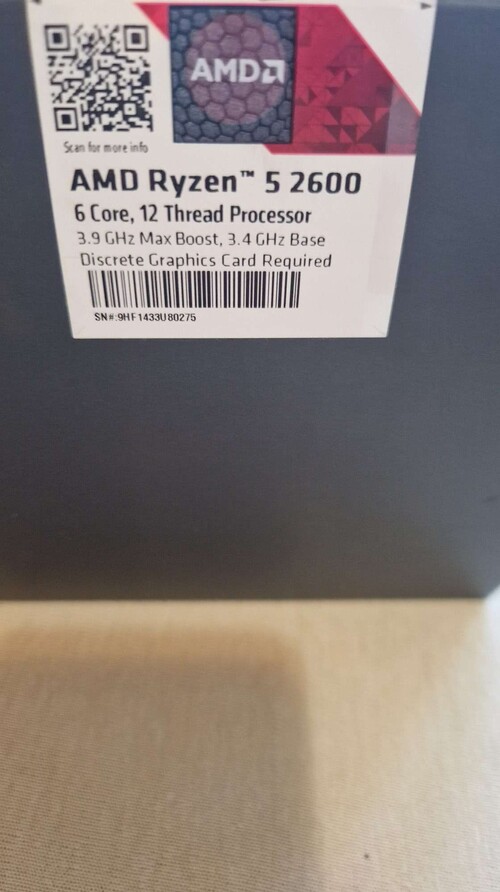 AMD
Scan for more info
AMD Ryzen™ 5 2600
6 Core, 12 Thread Processor
3.9 GHz Max Boost, 3.4 GHz Base
Discrete Graphics Card Required
SN#:9HF1433U80275